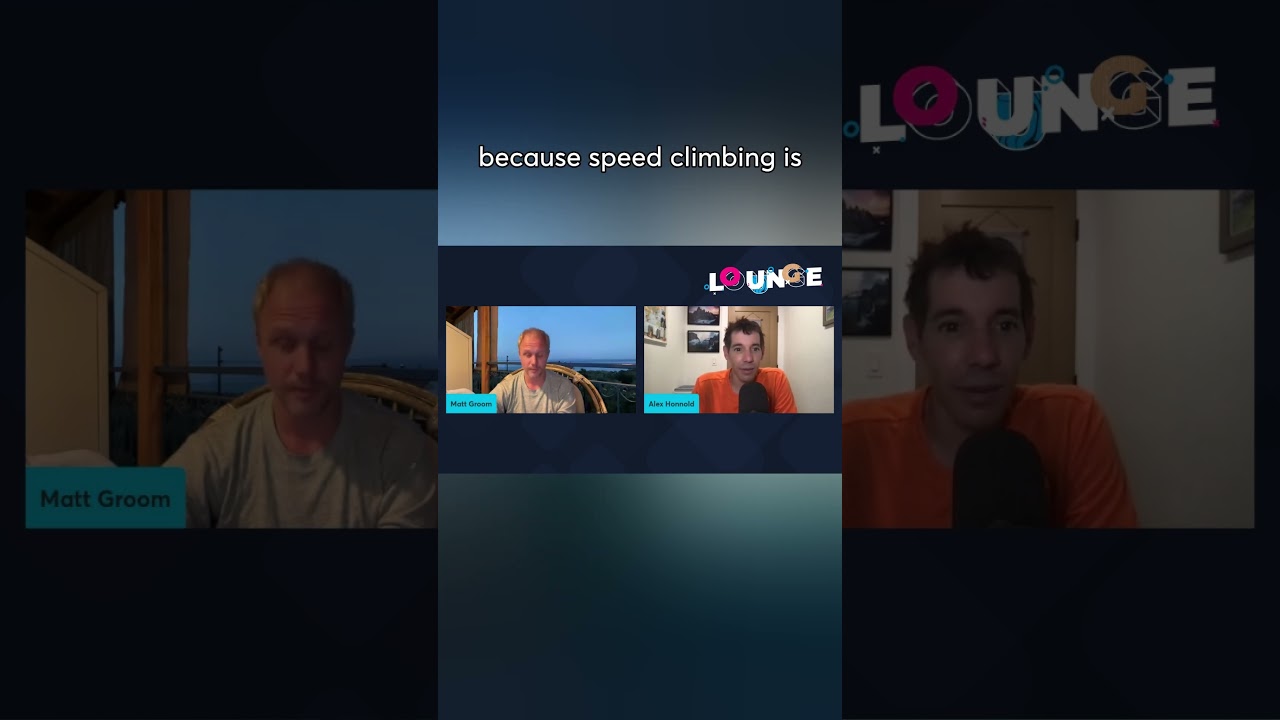 because speed climbing is
LOUNGE
Matt Groom
Alex Honnold
LOUNGE
Matt Groom